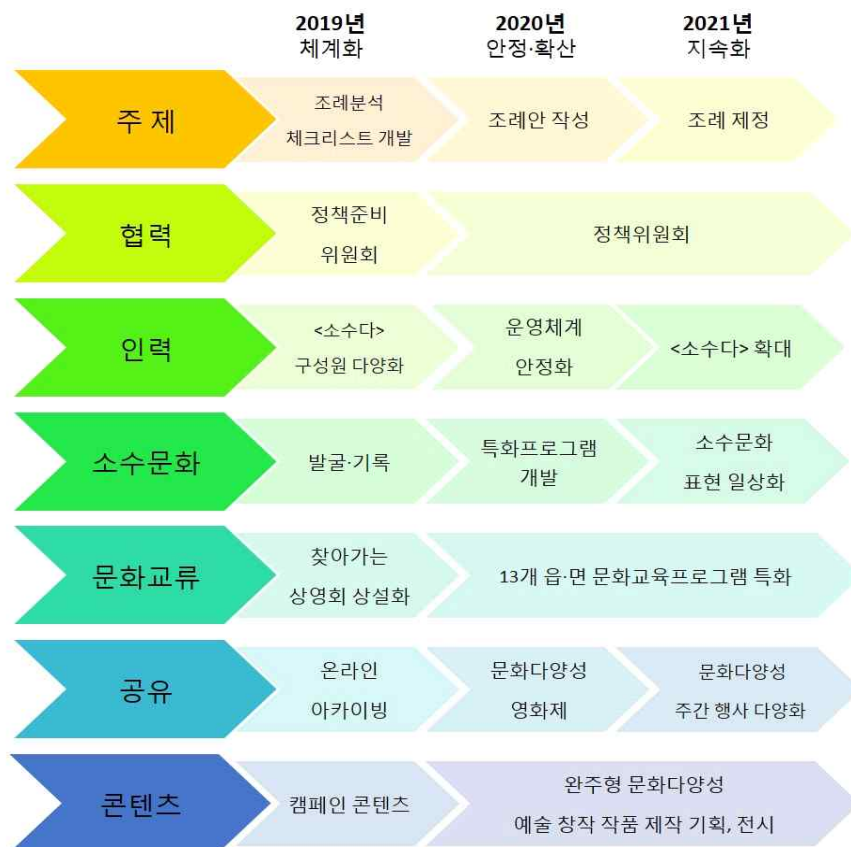 2019년
체계화
2020년
안정·확산
2021년
지속화
주 제
조례분석
체크리스트 개발
조례안 작성
조례 제정
협력
정책준비
위원회
정책위원회
인력
<소수다>
구성원 다양화
운영체계
안정화
<소수다> 확대
소수문화
발굴·기록
특화프로그램
개발
소수문화
표현 일상화
문화교류
찾아가는
상영회 상설화
13개 읍·면 문화교육프로그램 특화
공유
온라인
아카이빙
문화다양성
영화제
문화다양성
주간 행사 다양화
콘텐츠
캠페인 콘텐츠
완주형 문화다양성
예술 창작 작품 제작 기획, 전시